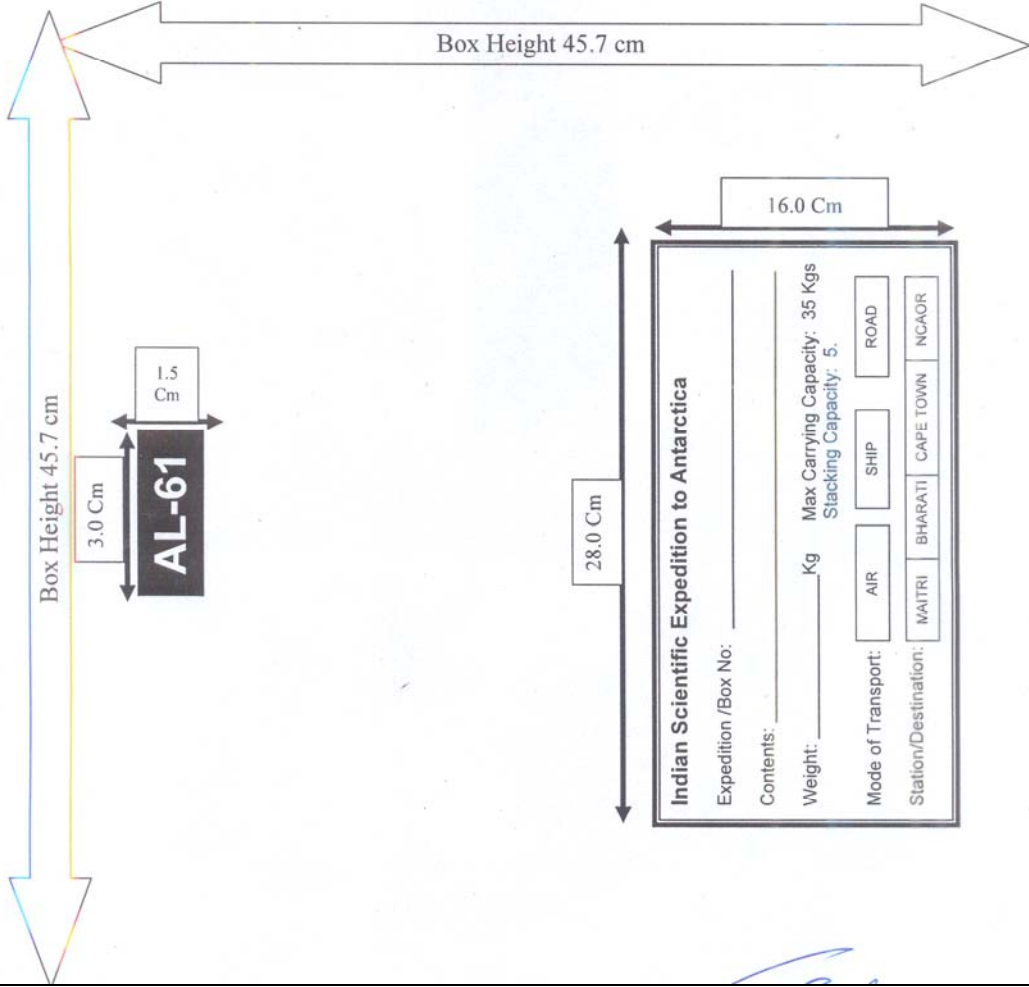 Box Height 45.7 cm
Box Height 45.7 cm
3.0 Cm
1.5
Cm
AL-61
28.0 Cm
16.0 Cm
Indian Scientific Expedition to Antarctica
Expedition /Box No:
Contents:
Weight: Kg Max Carrying Capacity: 35 Kgs
Stacking Capacity: 5.
Mode of Transport: AIR SHIP ROAD
Station/Destination: MAITRI BHARATI CAPE TOWN NCAOR